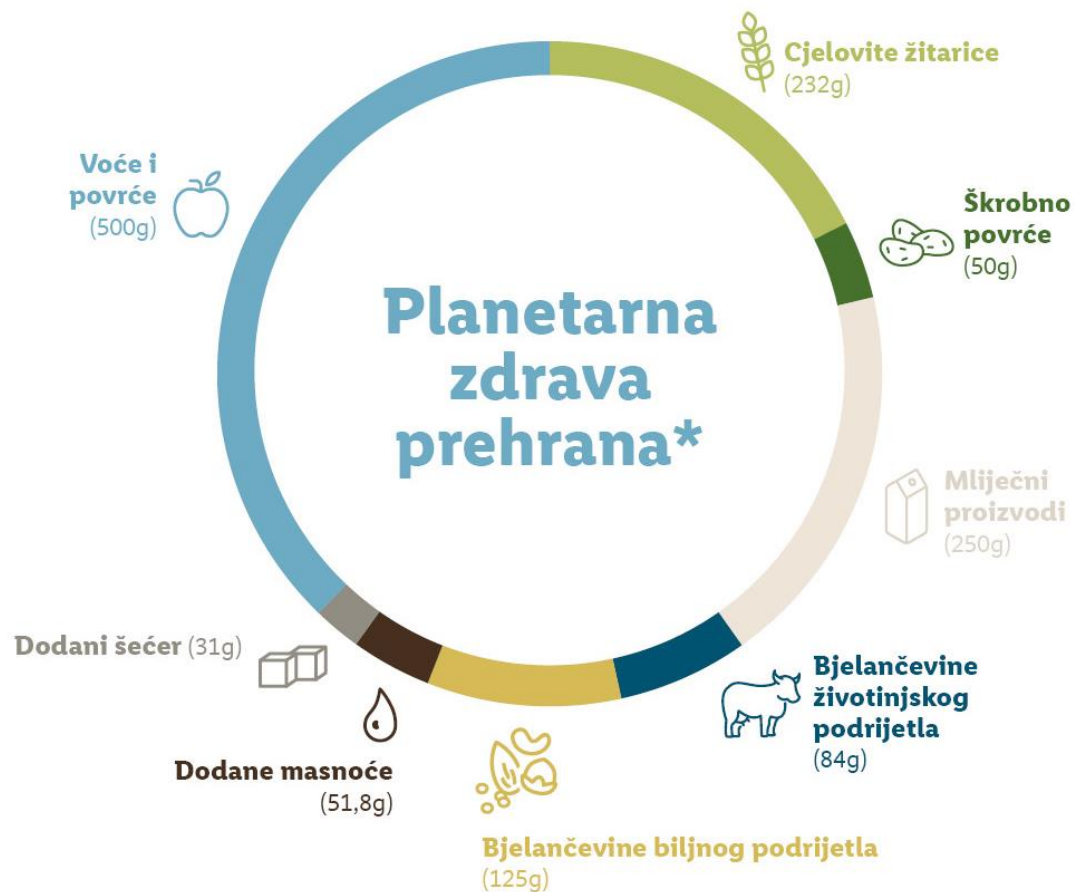 Planetarna
zdrava
prehrana*
Cjelovite žitarice
(232g)
Škrobno
povrće
(50g)
Mliječni
proizvodi
(250g)
Bjelančevine
životinjskog
podrijetla
(84g)
Bjelančevine biljnog podrijetla
(125g)
Dodane masnoće
(51,8g)
Dodani šećer (31g)
Voće i
povrće
(500g)